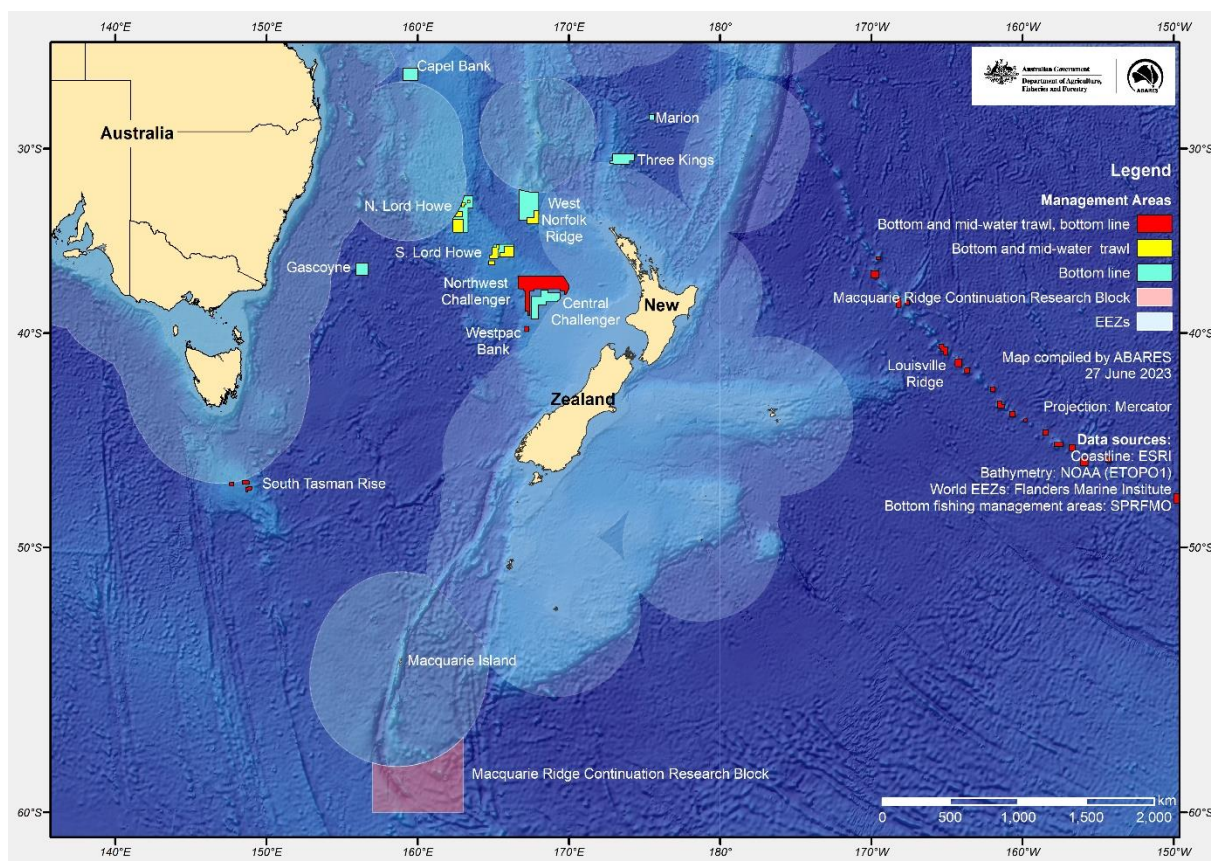 140°E 150°E 160°E 170°E 180° 170°W 160°W 150°W
Capel Bank
Australian Government
Department of Agriculture,
Fisheries and Forestry
ABARES
Australia
Marion
30°S
30°S
Three Kings
Legend
Management Areas
N. Lord Howe
West
Norfolk
Ridge
Bottom and mid-water trawl, bottom line
S. Lord Howe
Bottom and mid-water trawl
Gascoyne
Bottom line
Northwest
Challenger
Central
Challenger
New
Macquarie Ridge Continuation Research Block
EEZs
40°S
40°S
Westpac
Bank
Louisville
Ridge
Map compiled by ABARES
27 June 2023
Zealand
Projection: Mercator
Data sources:
Coastline: ESRI
Bathymetry: NOAA (ETOPO1)
World EEZs: Flanders Marine Institute
Bottom fishing management areas: SPRFMO
South Tasman Rise
50°S
50°S
Macquarie Island
Macquarie Ridge Continuation Research Block
60°S
60°S
km
0 500 1,000 1,500 2,000
140°E 150°E 160°E 170°E 180° 170°W 160°W 150°W